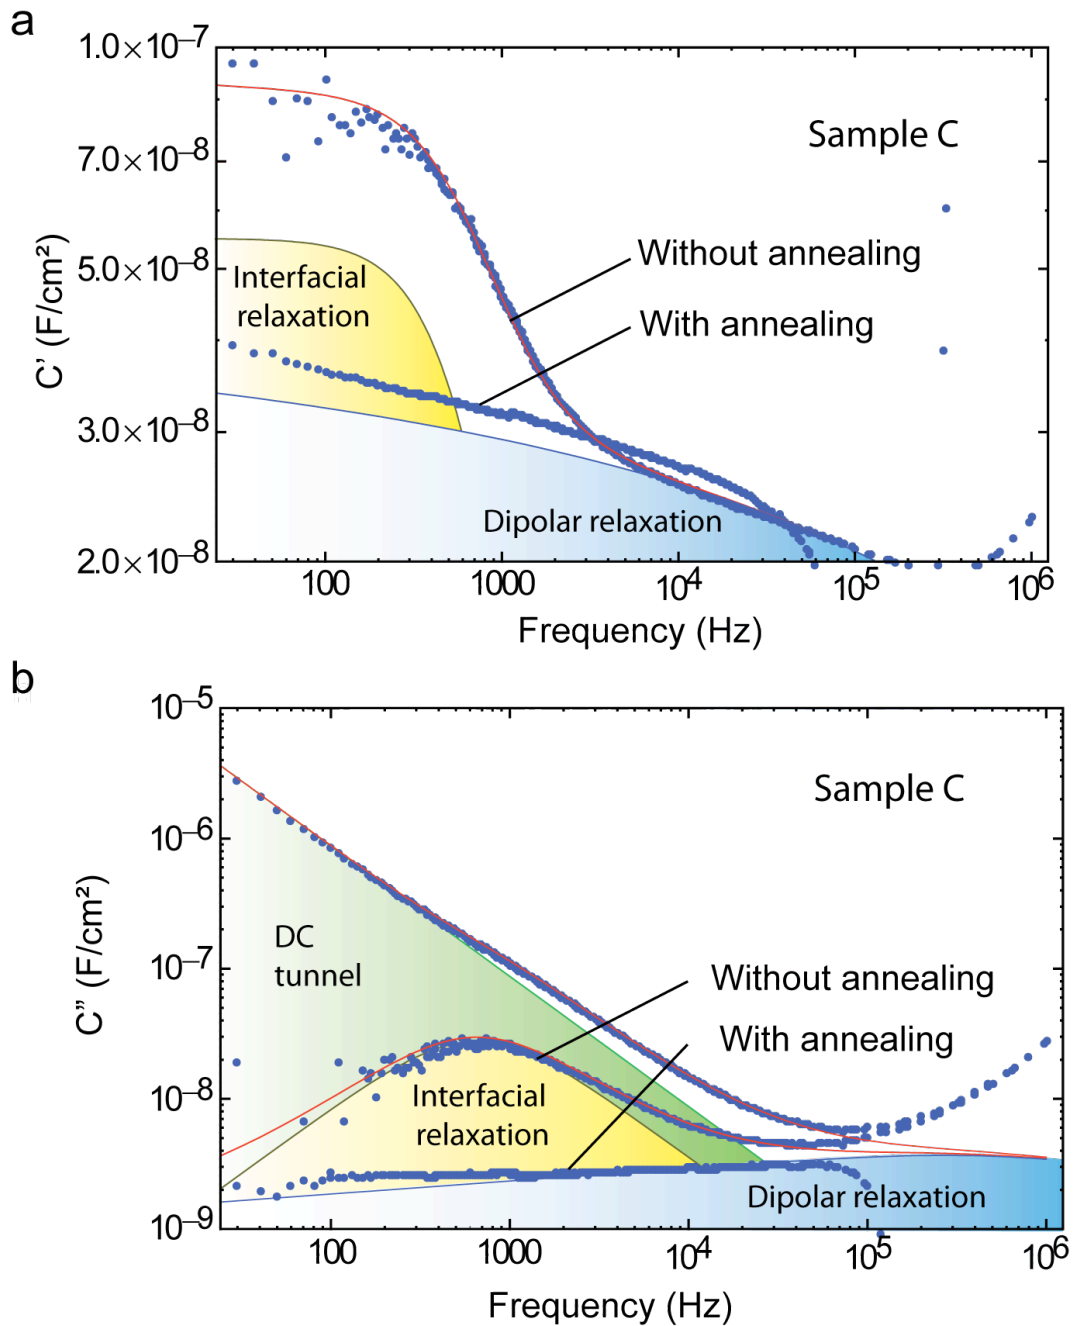 a
1.0×10⁻⁷
7.0×10⁻⁸
5.0×10⁻⁸
3.0×10⁻⁸
2.0×10⁻⁸
C' (F/cm²)
Sample C
Without annealing
With annealing
Interfacial
relaxation
Dipolar relaxation
100
1000
10⁴
10⁵
10⁶
Frequency (Hz)
b
10⁻⁵
10⁻⁶
10⁻⁷
10⁻⁸
10⁻⁹
C" (F/cm²)
Sample C
DC
tunnel
Without annealing
With annealing
Interfacial
relaxation
Dipolar relaxation
100
1000
10⁴
10⁵
10⁶
Frequency (Hz)